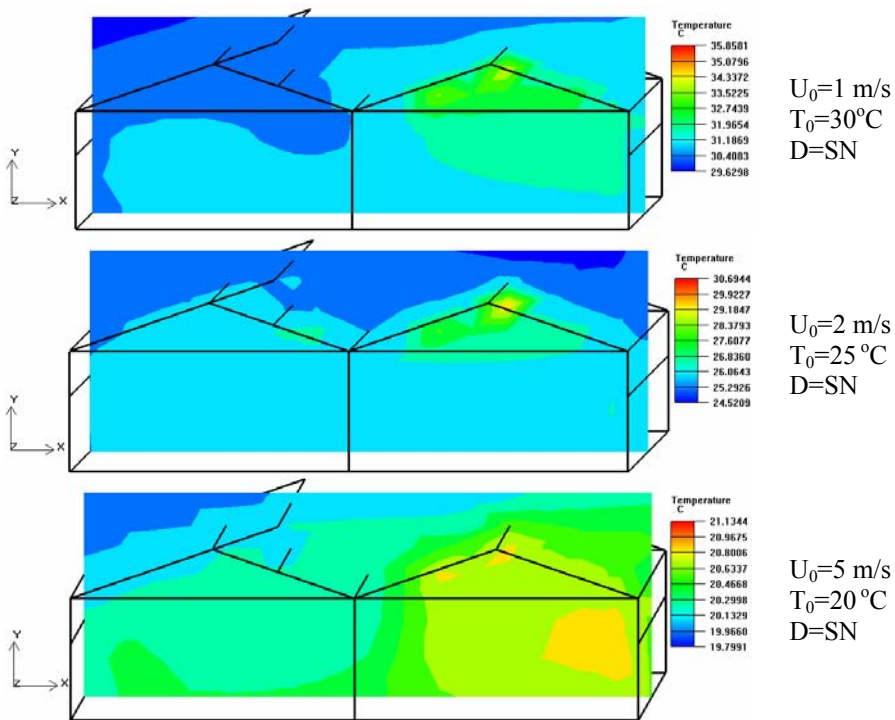 Temperature
C
35.8581
35.0796
34.3372
33.5225
32.7439
31.9654
31.1869
30.4083
29.6298
U₀=1 m/s
T₀=30°C
D=SN
Y
Z
X
Temperature
C
30.6944
29.9227
29.1847
28.3793
27.6077
26.8360
26.0643
25.2926
24.5209
U₀=2 m/s
T₀=25 °C
D=SN
Y
Z
X
Temperature
C
21.1344
20.9675
20.8006
20.6337
20.4668
20.2998
20.1329
19.9660
19.7991
U₀=5 m/s
T₀=20 °C
D=SN
Y
Z
X